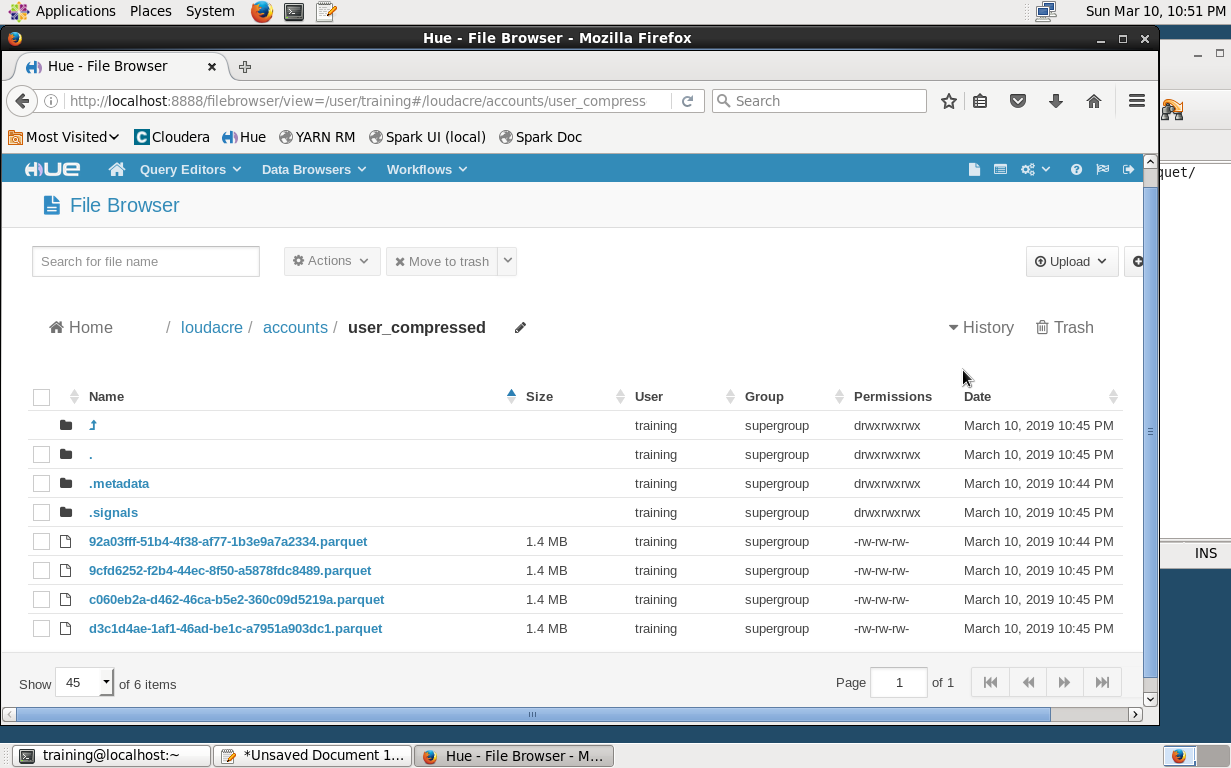 Applications Places System Sun Mar 10, 10:51 PM
Hue - File Browser - Mozilla Firefox
Hue - File Browser
http://localhost:8888/filebrowser/view=/user/training#/loudacre/accounts/user_compress Search
Most Visited Cloudera Hue YARN RM Spark UI (local) Spark Doc
HUE Query Editors Data Browsers Workflows
quet/
File Browser
Search for file name Actions Move to trash Upload
Home / loudacre / accounts / user_compressed History Trash
Name Size User Group Permissions Date
training supergroup drwxrwxrwx March 10, 2019 10:45 PM
. training supergroup drwxrwxrwx March 10, 2019 10:45 PM
.metadata training supergroup drwxrwxrwx March 10, 2019 10:44 PM
.signals training supergroup drwxrwxrwx March 10, 2019 10:45 PM
92a03fff-51b4-4f38-af77-1b3e9a7a2334.parquet 1.4 MB training supergroup -rw-rw-rw- March 10, 2019 10:44 PM
INS
9cfd6252-f2b4-44ec-8f50-a5878fdc8489.parquet 1.4 MB training supergroup -rw-rw-rw- March 10, 2019 10:45 PM
c060eb2a-d462-46ca-b5e2-360c09d5219a.parquet 1.4 MB training supergroup -rw-rw-rw- March 10, 2019 10:45 PM
d3c1d4ae-1af1-46ad-be1c-a7951a903dc1.parquet 1.4 MB training supergroup -rw-rw-rw- March 10, 2019 10:45 PM
Show 45 of 6 items Page 1 of 1
training@localhost:~ *Unsaved Document 1... Hue - File Browser - M...